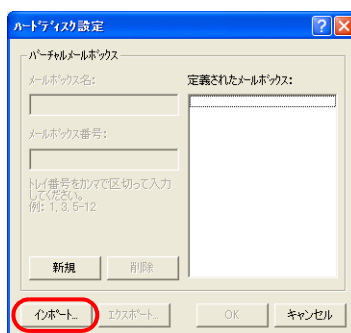 ハードディスク設定
バーチャルメールボックス
メールボックス名:
定義されたメールボックス:
メールボックス番号:
トレイ番号をカンマで区切って入力
してください。
例: 1, 3, 5-12
新規
削除
インポート...
エクスポート...
OK
キャンセル